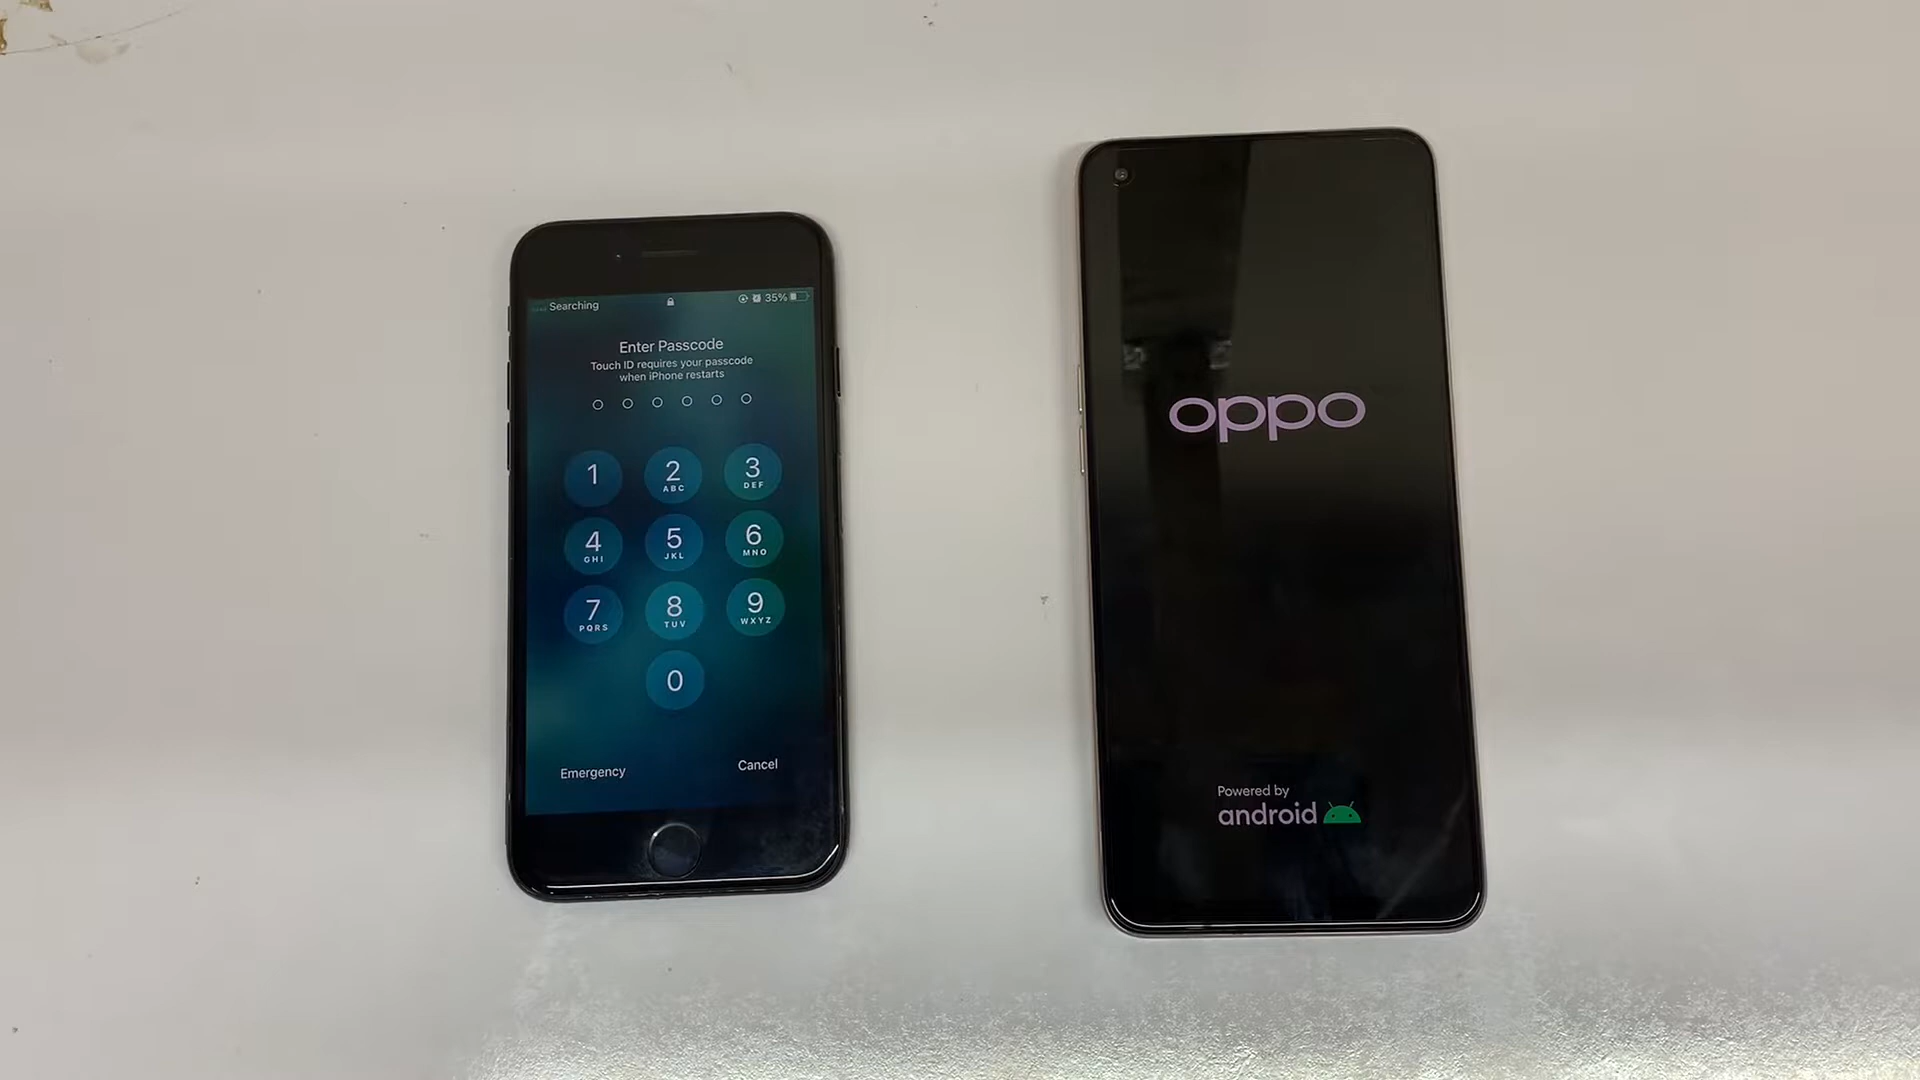 Searching 35%
Enter Passcode
Touch ID requires your passcode
when iPhone restarts
1 2 3
ABC DEF
4 5 6
GHI JKL MNO
7 8 9
PQRS TUV WXYZ
0
Emergency Cancel
oppo
Powered by
android